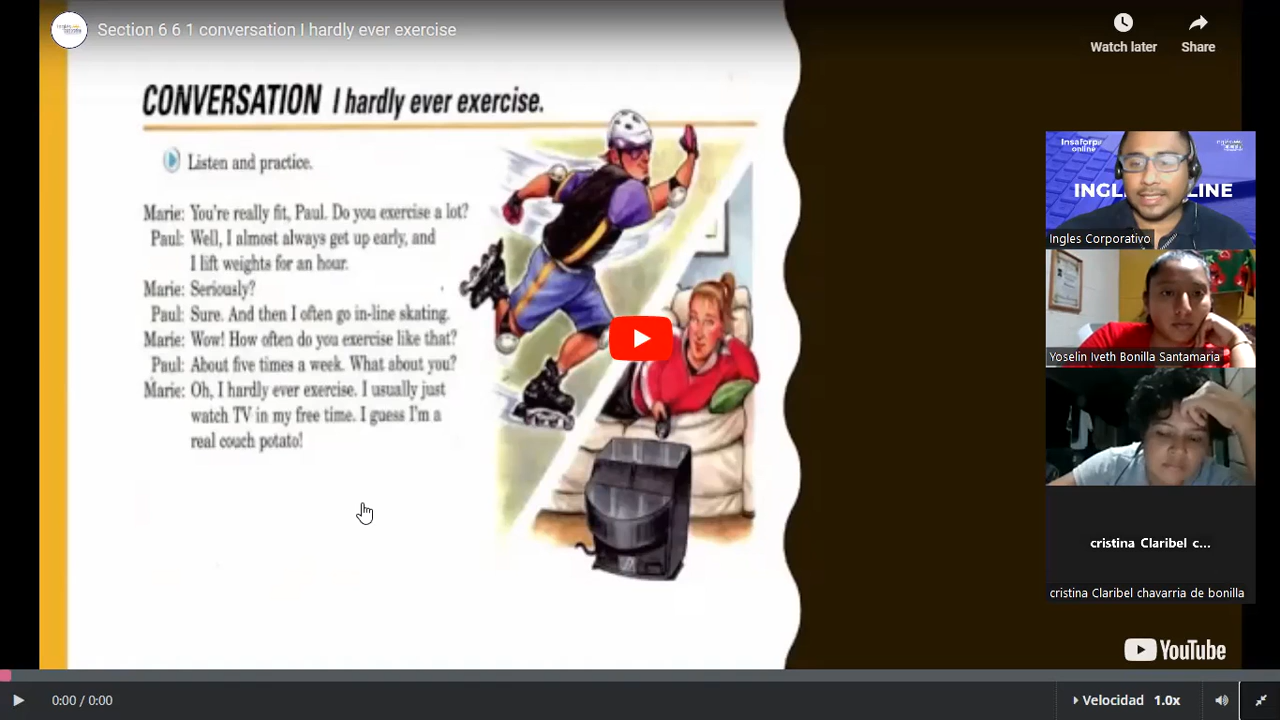 Section 6 6 1 conversation I hardly ever exercise
Watch later
Share
CONVERSATION I hardly ever exercise.
Listen and practice.
Marie: You're really fit, Paul. Do you exercise a lot?
Paul: Well, I almost always get up early, and
I lift weights for an hour.
Marie: Seriously?
Paul: Sure. And then I often go in-line skating.
Marie: Wow! How often do you exercise like that?
Paul: About five times a week. What about you?
Marie: Oh, I hardly ever exercise. I usually just
watch TV in my free time. I guess I'm a
real couch potato!
Insaforp
online
INGL
LINE
Ingles Corporativo
Yoselin Iveth Bonilla Santamaria
cristina Claribel c...
cristina Claribel chavarria de bonilla
YouTube
0:00 / 0:00
Velocidad 1.0x